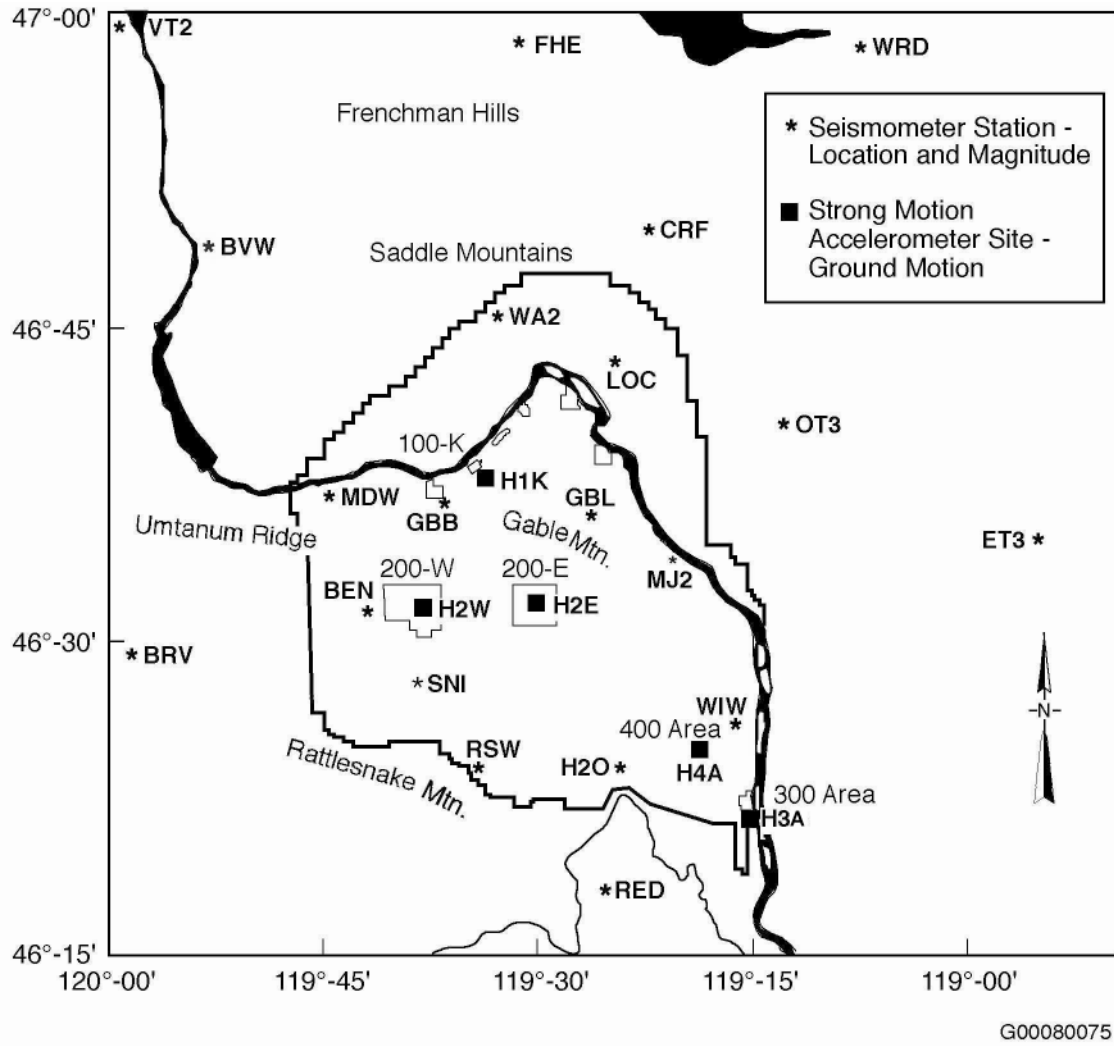 47°-00'
VT2
FHE
WRD
Frenchman Hills
* Seismometer Station -
Location and Magnitude
■ Strong Motion
Accelerometer Site -
Ground Motion
CRF
BVW
Saddle Mountains
46°-45'
WA2
LOC
OT3
100-K
H1K
MDW
GBB
GBL
Umtanum Ridge
Gable Mtn.
ET3
200-W
200-E
MJ2
BEN
H2W
H2E
46°-30'
BRV
SNI
WIW
400 Area
RSW
H2O
H4A
Rattlesnake Mtn.
300 Area
H3A
RED
-N-
46°-15'
120°-00'
119°-45'
119°-30'
119°-15'
119°-00'
G00080075